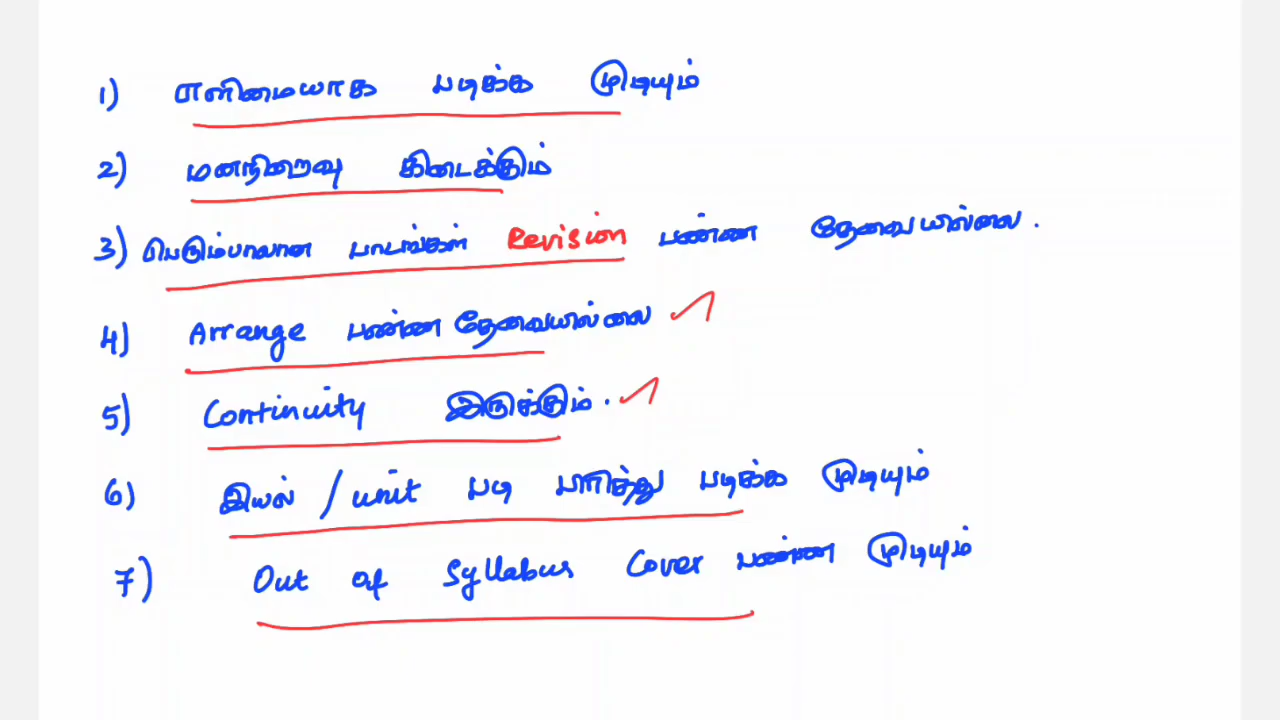 1) எளிமையாக படிக்க முடியும்
2) மனநிறைவு கிடைக்கும்
3) பெரும்பாலான பாடங்கள் Revision பண்ண தேவையில்லை.
4) Arrange பண்ண தேவையில்லை
5) Continuity இருக்கும்.
6) இயல் / unit படி பார்த்து படிக்க முடியும்
7) Out of Syllabus Cover பண்ண முடியும்